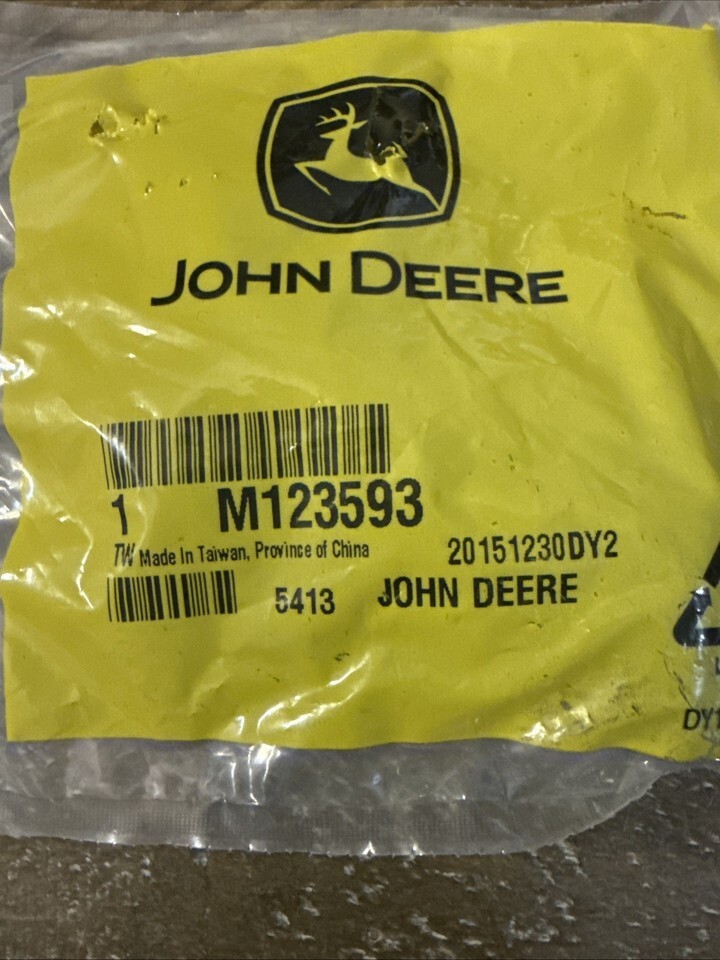 JOHN DEERE
1 M123593
TW Made In Taiwan, Province of China
20151230DY2
5413 JOHN DEERE